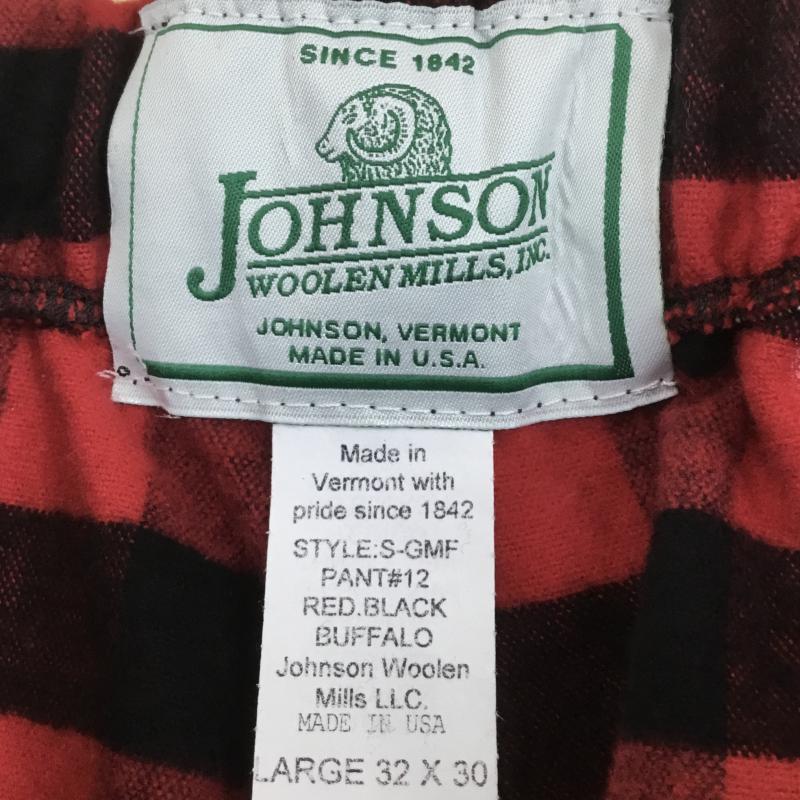 SINCE 1842
JOHNSON
WOOLEN MILLS, INC.
JOHNSON, VERMONT
MADE IN U.S.A.
Made in
Vermont with
pride since 1842
STYLE:S-GMF
PANT#12
RED.BLACK
BUFFALO
Johnson Woolen
Mills LLC.
MADE IN USA
LARGE 32 X 30